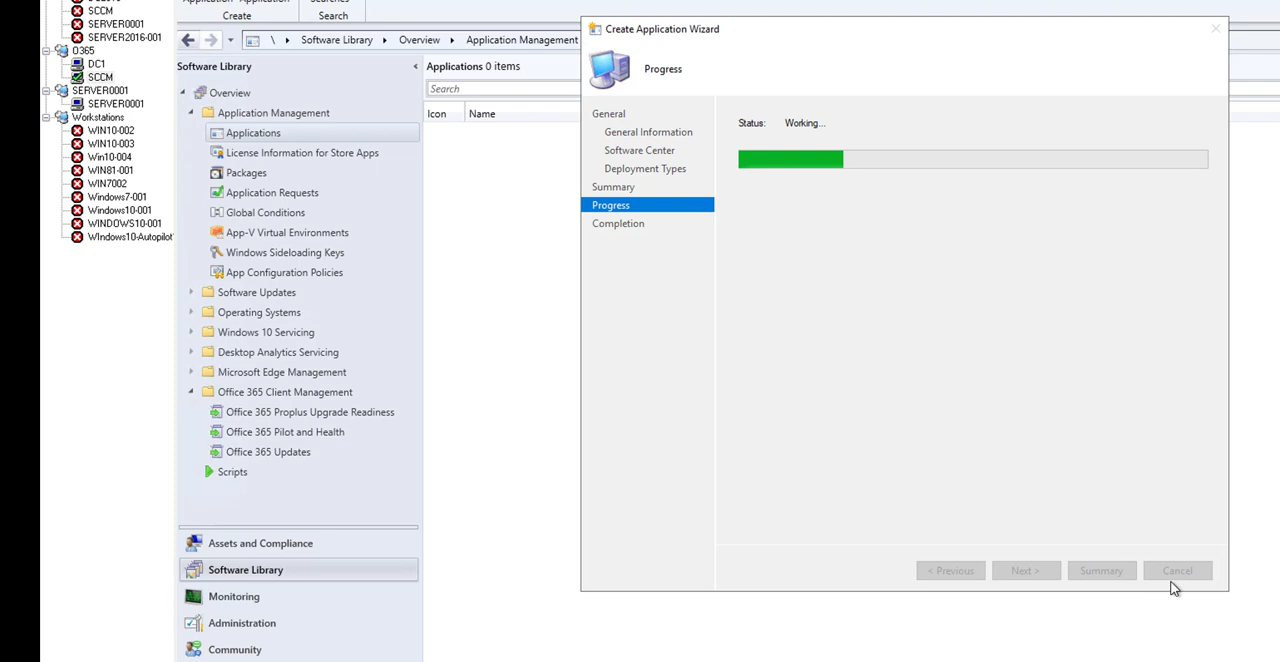 SCCM
SERVER0001
SERVER2016-001
O365
DC1
SCCM
SERVER0001
SERVER0001
Workstations
WIN10-002
WIN10-003
Win10-004
WIN81-001
WIN7002
Windows7-001
Windows10-001
WINDOWS10-001
WIndows10-Autopilot
Create
Search
\ Software Library Overview Application Management
Software Library
Overview
Application Management
Applications
License Information for Store Apps
Packages
Application Requests
Global Conditions
App-V Virtual Environments
Windows Sideloading Keys
App Configuration Policies
Software Updates
Operating Systems
Windows 10 Servicing
Desktop Analytics Servicing
Microsoft Edge Management
Office 365 Client Management
Office 365 Proplus Upgrade Readiness
Office 365 Pilot and Health
Office 365 Updates
Scripts
Assets and Compliance
Software Library
Monitoring
Administration
Community
Applications 0 items
Search
Icon Name
Create Application Wizard
Progress
General
General Information
Software Center
Deployment Types
Summary
Progress
Completion
Status: Working...
< Previous Next > Summary Cancel